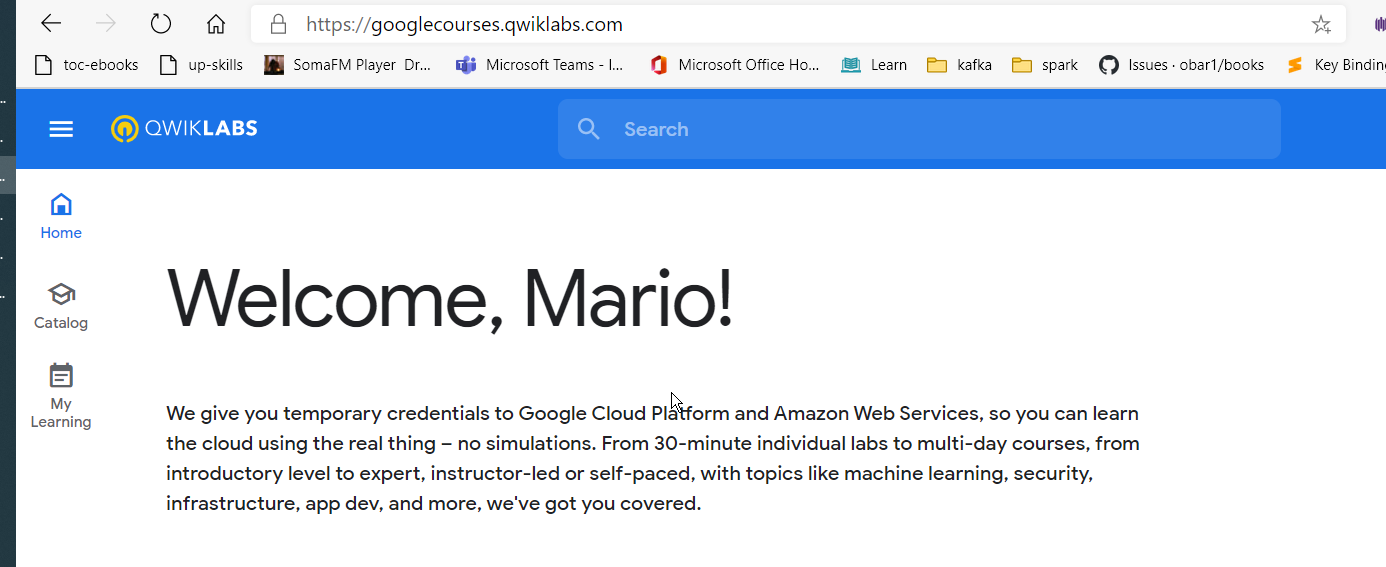 https://googlecourses.qwiklabs.com
toc-ebooks up-skills SomaFM Player Dr... Microsoft Teams - I... Microsoft Office Ho... Learn kafka spark Issues · obar1/books Key Binding
QWIKLABS Search
Home
Catalog
My
Learning
Welcome, Mario!
We give you temporary credentials to Google Cloud Platform and Amazon Web Services, so you can learn
the cloud using the real thing – no simulations. From 30-minute individual labs to multi-day courses, from
introductory level to expert, instructor-led or self-paced, with topics like machine learning, security,
infrastructure, app dev, and more, we've got you covered.